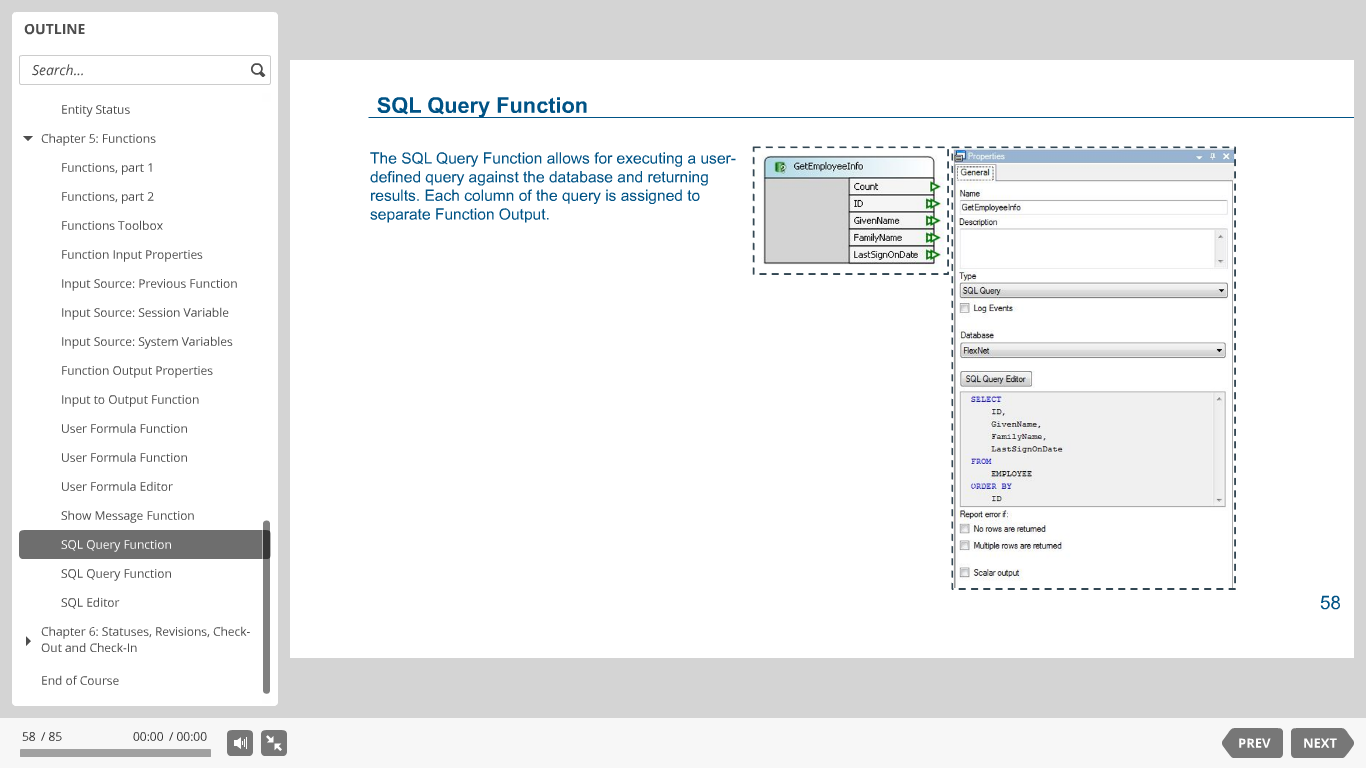 OUTLINE
Search...
Entity Status
Chapter 5: Functions
Functions, part 1
Functions, part 2
Functions Toolbox
Function Input Properties
Input Source: Previous Function
Input Source: Session Variable
Input Source: System Variables
Function Output Properties
Input to Output Function
User Formula Function
User Formula Function
User Formula Editor
Show Message Function
SQL Query Function
SQL Query Function
SQL Editor
Chapter 6: Statuses, Revisions, Check-
Out and Check-In
End of Course
SQL Query Function
The SQL Query Function allows for executing a user-
defined query against the database and returning
results. Each column of the query is assigned to
separate Function Output.
GetEmployeeInfo
Count
ID
GivenName
FamilyName
LastSignOnDate
Properties
General
Name
GetEmployeeInfo
Description
Type
SQL Query
Log Events
Database
FlexNet
SQL Query Editor
SELECT
ID,
GivenName,
FamilyName,
LastSignOnDate
FROM
EMPLOYEE
ORDER BY
ID
Report error if:
No rows are returned
Multiple rows are returned
Scalar output
58
58 / 85
00:00 / 00:00
PREV
NEXT